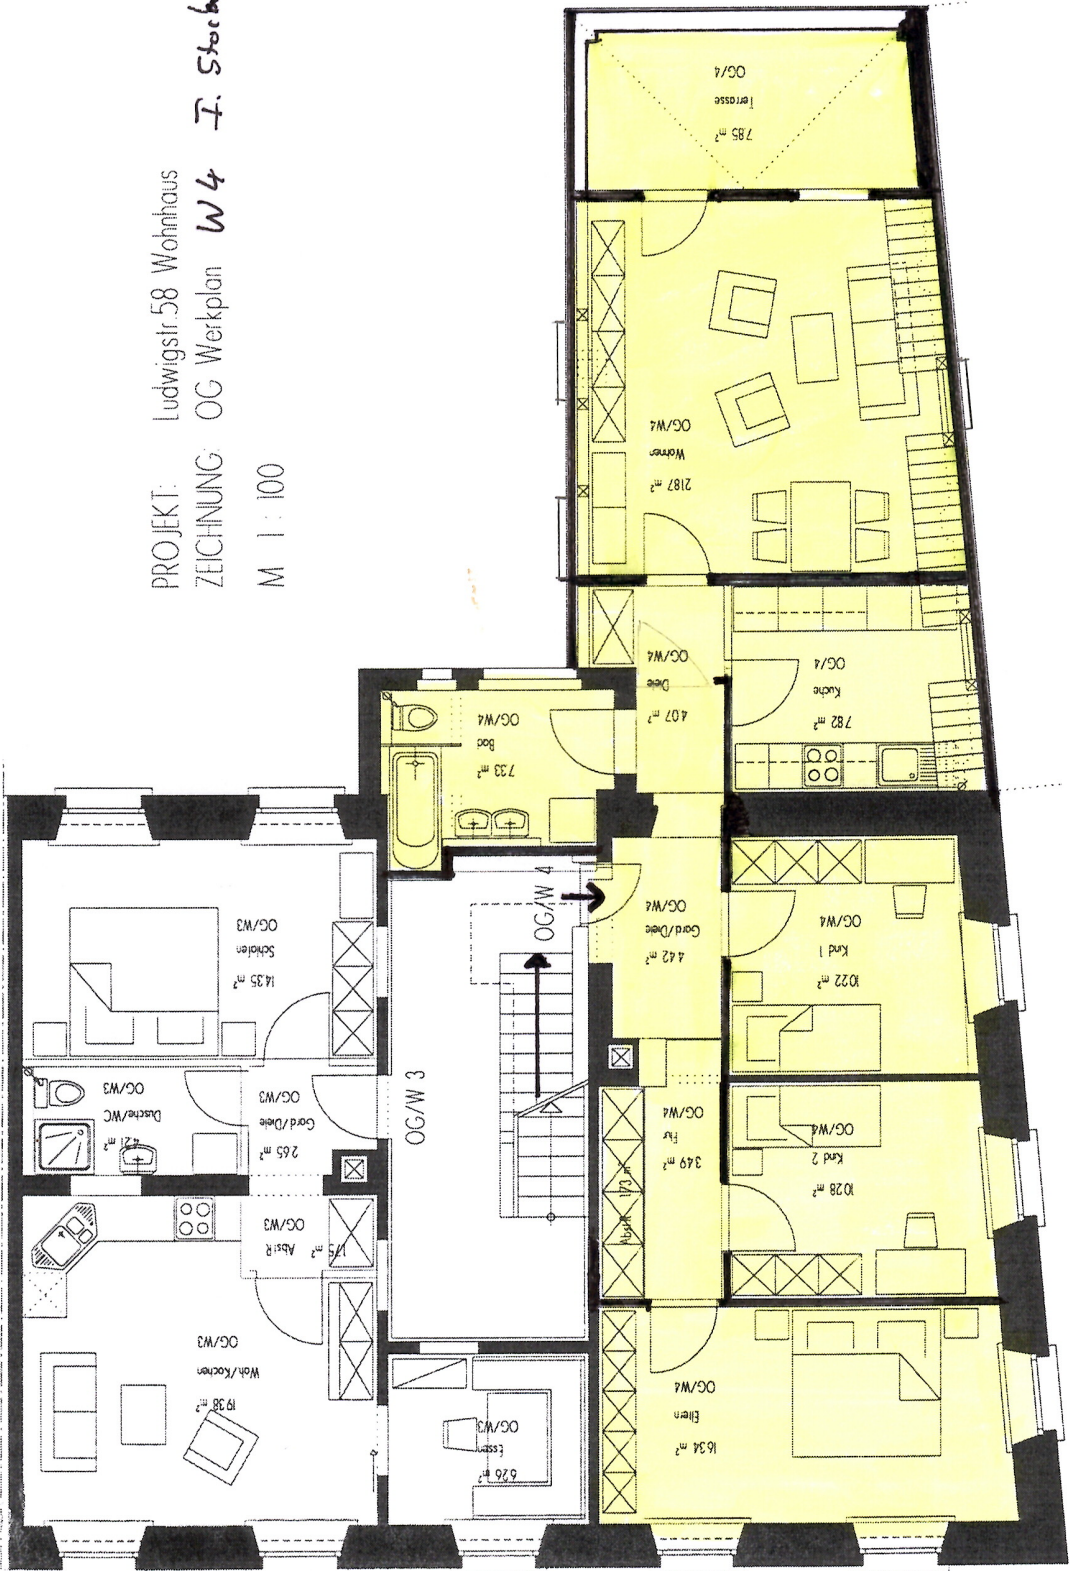 PROJEKT: Ludwigstr.58 Wohnhaus
ZEICHNUNG: OG Werkplan W4 I. Stock
M 1 : 100
OG/4
Terrasse
7.85 m²
OG/W4
Wohnen
21.87 m²
OG/W4
Diele
4.07 m²
OG/4
Küche
7.82 m²
OG/W4
Bad
7.33 m²
OG/W 4
OG/W4
Gard/Diele
4.42 m²
OG/W4
Kind 1
10.22 m²
OG/W3
Schlafen
14.35 m²
OG/W 3
OG/W3
Dusche/WC
4.21 m²
OG/W3
Gard/Diele
2.65 m²
OG/W4
Flur
3.49 m²
AbstR 1.73 m²
OG/W4
Kind 2
10.28 m²
OG/W3
Abst.R
1.75 m²
OG/W3
Woh/Kochen
19.38 m²
OG/W3
Essen
6.26 m²
OG/W4
Eltern
16.34 m²